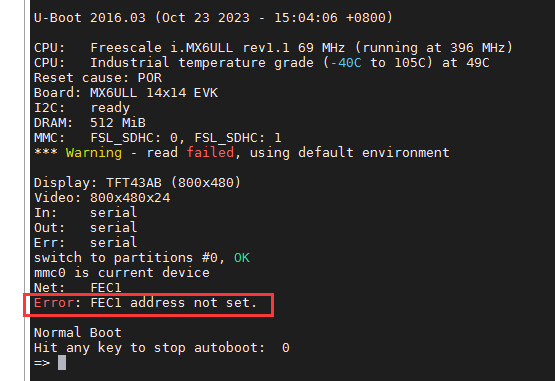 U-Boot 2016.03 (Oct 23 2023 - 15:04:06 +0800)
CPU:   Freescale i.MX6ULL rev1.1 69 MHz (running at 396 MHz)
CPU:   Industrial temperature grade (-40C to 105C) at 49C
Reset cause: POR
Board: MX6ULL 14x14 EVK
I2C:   ready
DRAM:  512 MiB
MMC:   FSL_SDHC: 0, FSL_SDHC: 1
*** Warning - read failed, using default environment
Display: TFT43AB (800x480)
Video: 800x480x24
In:    serial
Out:   serial
Err:   serial
switch to partitions #0, OK
mmc0 is current device
Net:   FEC1
Error: FEC1 address not set.
Normal Boot
Hit any key to stop autoboot:  0
=>